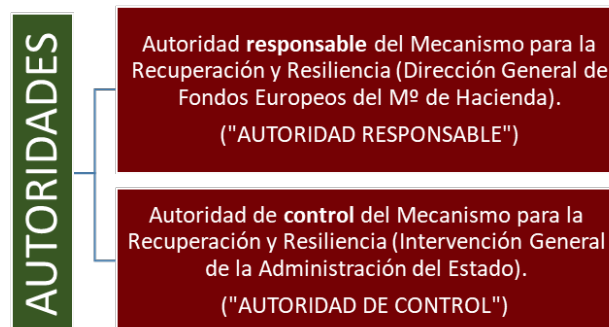 AUTORIDADES
Autoridad responsable del Mecanismo para la
Recuperación y Resiliencia (Dirección General de
Fondos Europeos del Mº de Hacienda).
("AUTORIDAD RESPONSABLE")
Autoridad de control del Mecanismo para la
Recuperación y Resiliencia (Intervención General
de la Administración del Estado).
("AUTORIDAD DE CONTROL")